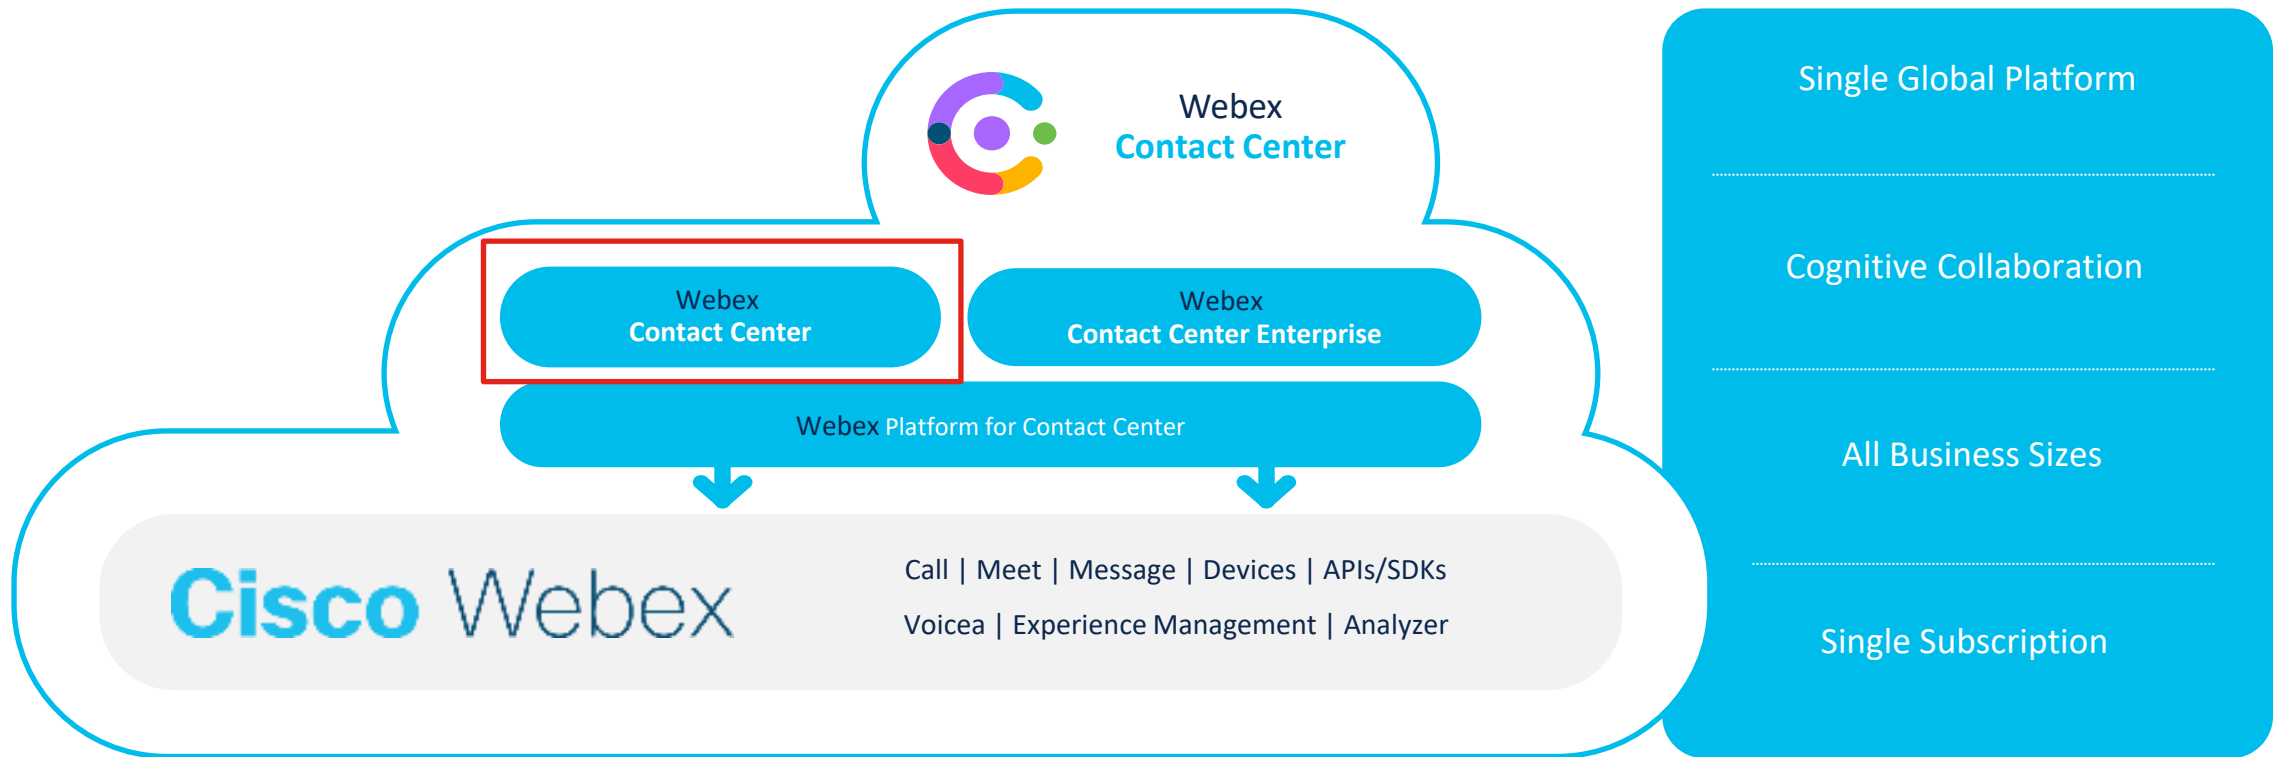 Webex
Contact Center
Webex
Contact Center
Webex
Contact Center Enterprise
Webex Platform for Contact Center
Cisco Webex
Call | Meet | Message | Devices | APIs/SDKs
Voicea | Experience Management | Analyzer
Single Global Platform
Cognitive Collaboration
All Business Sizes
Single Subscription